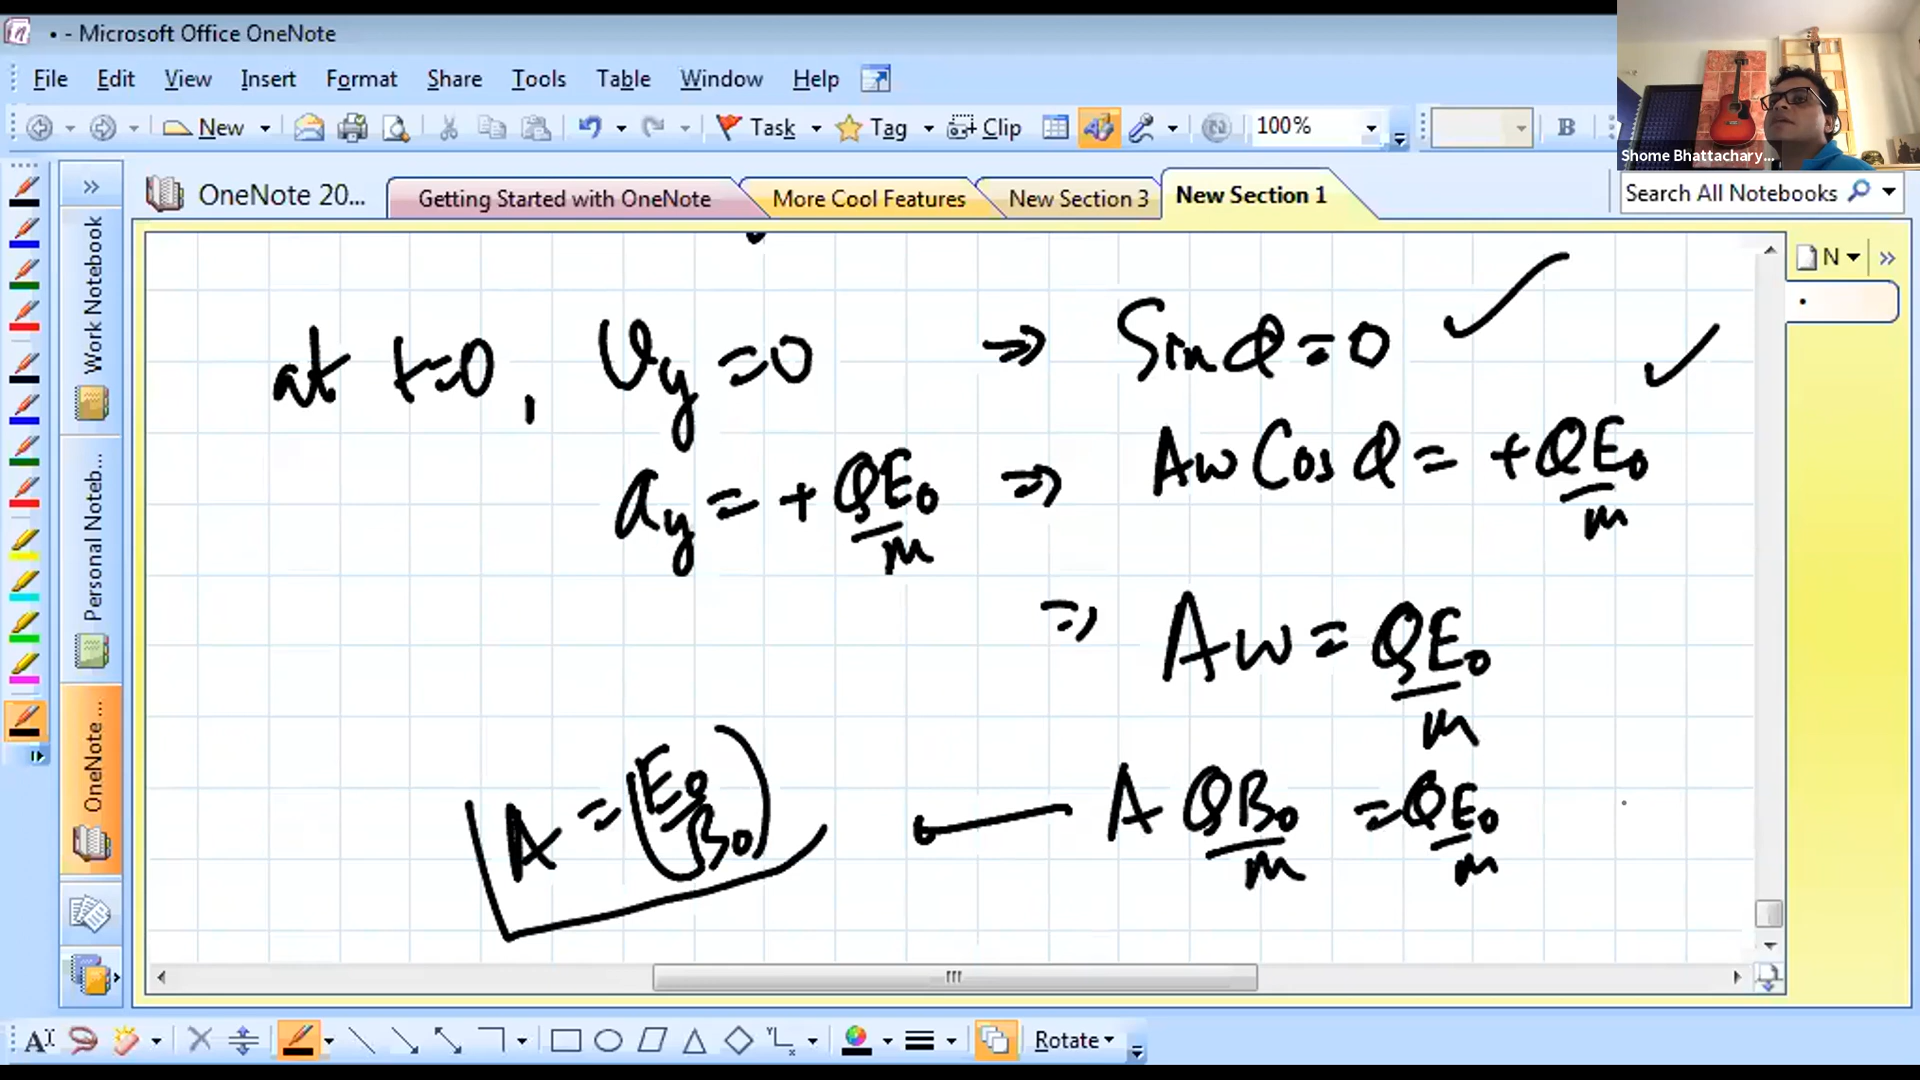 • - Microsoft Office OneNote
File Edit View Insert Format Share Tools Table Window Help
New Task Tag Clip 100% B
Shome Bhattachary...
OneNote 20... Getting Started with OneNote More Cool Features New Section 3 New Section 1 Search All Notebooks
N
Work Notebook
Personal Noteb...
OneNote ...
at t=0, Vy =0 ⇒ Sin Q = 0 ✓
ay = + QE₀/m ⇒ Aw Cos Q = + QE₀/m ✓
⇒ Aw = QE₀/m
A QB₀/m = QE₀/m
A = (E₀/B₀)
Rotate